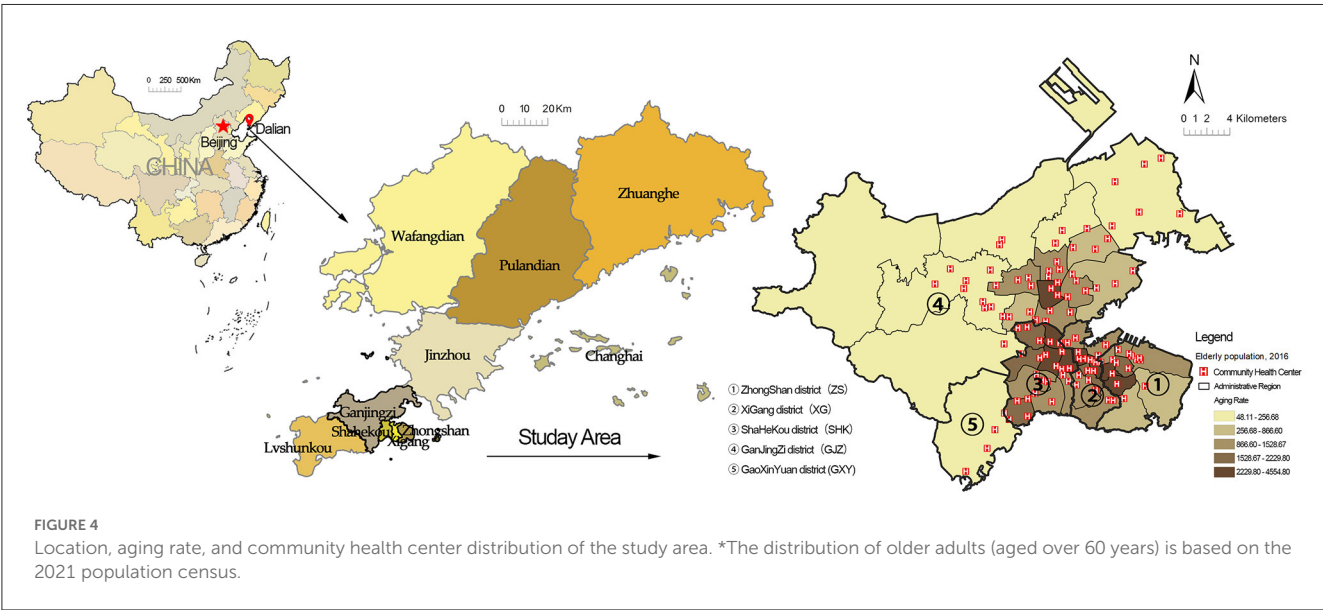 0 250 500Km
Dalian
Beijing
CHINA
0 10 20Km
Zhuanghe
Wafangdian
Pulandian
Jinzhou
Changhai
Ganjingzi
Shahekou
Zhongshan
Xigang
Lvshunkou
Studay Area
① ZhongShan district（ZS）
② XiGang district（XG）
③ ShaHeKou district（SHK）
④ GanJingZi district（GJZ）
⑤ GaoXinYuan district (GXY)
N
0 1 2 4 Kilometers
④
①
③
②
⑤
Legend
Elderly population, 2016
H Community Health Center
Administrative Region
Aging Rate
48.11 - 256.68
256.68 - 866.60
866.60 - 1528.67
1528.67 - 2229.80
2229.80 - 4554.80
FIGURE 4
Location, aging rate, and community health center distribution of the study area. *The distribution of older adults (aged over 60 years) is based on the
2021 population census.